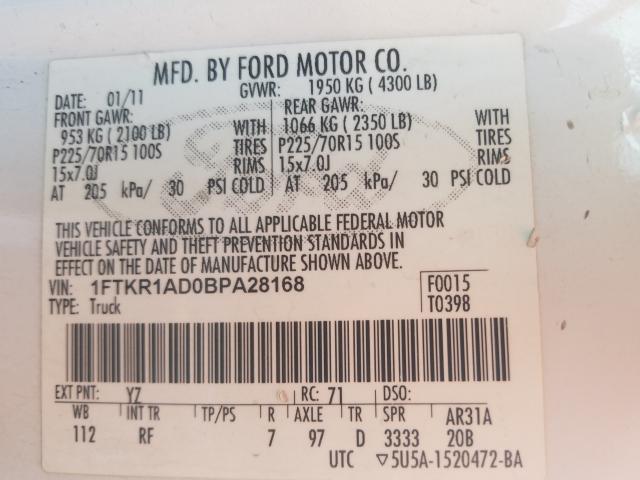 MFD. BY FORD MOTOR CO.
DATE: 01/11 GVWR: 1950 KG ( 4300 LB)
FRONT GAWR: REAR GAWR:
953 KG ( 2100 LB) WITH 1066 KG ( 2350 LB) WITH
P225/70R15 100S TIRES P225/70R15 100S TIRES
15x7.0J RIMS 15x7.0J RIMS
AT 205 kPa/ 30 PSI COLD AT 205 kPa/ 30 PSI COLD
THIS VEHICLE CONFORMS TO ALL APPLICABLE FEDERAL MOTOR
VEHICLE SAFETY AND THEFT PREVENTION STANDARDS IN
EFFECT ON THE DATE OF MANUFACTURE SHOWN ABOVE.
VIN: 1FTKR1AD0BPA28168 F0015
TYPE: Truck T0398
EXT PNT: YZ RC: 71 DSO:
WB INT TR TP/PS R AXLE TR SPR AR31A
112 RF 7 97 D 3333 20B
UTC ▽5U5A-1520472-BA